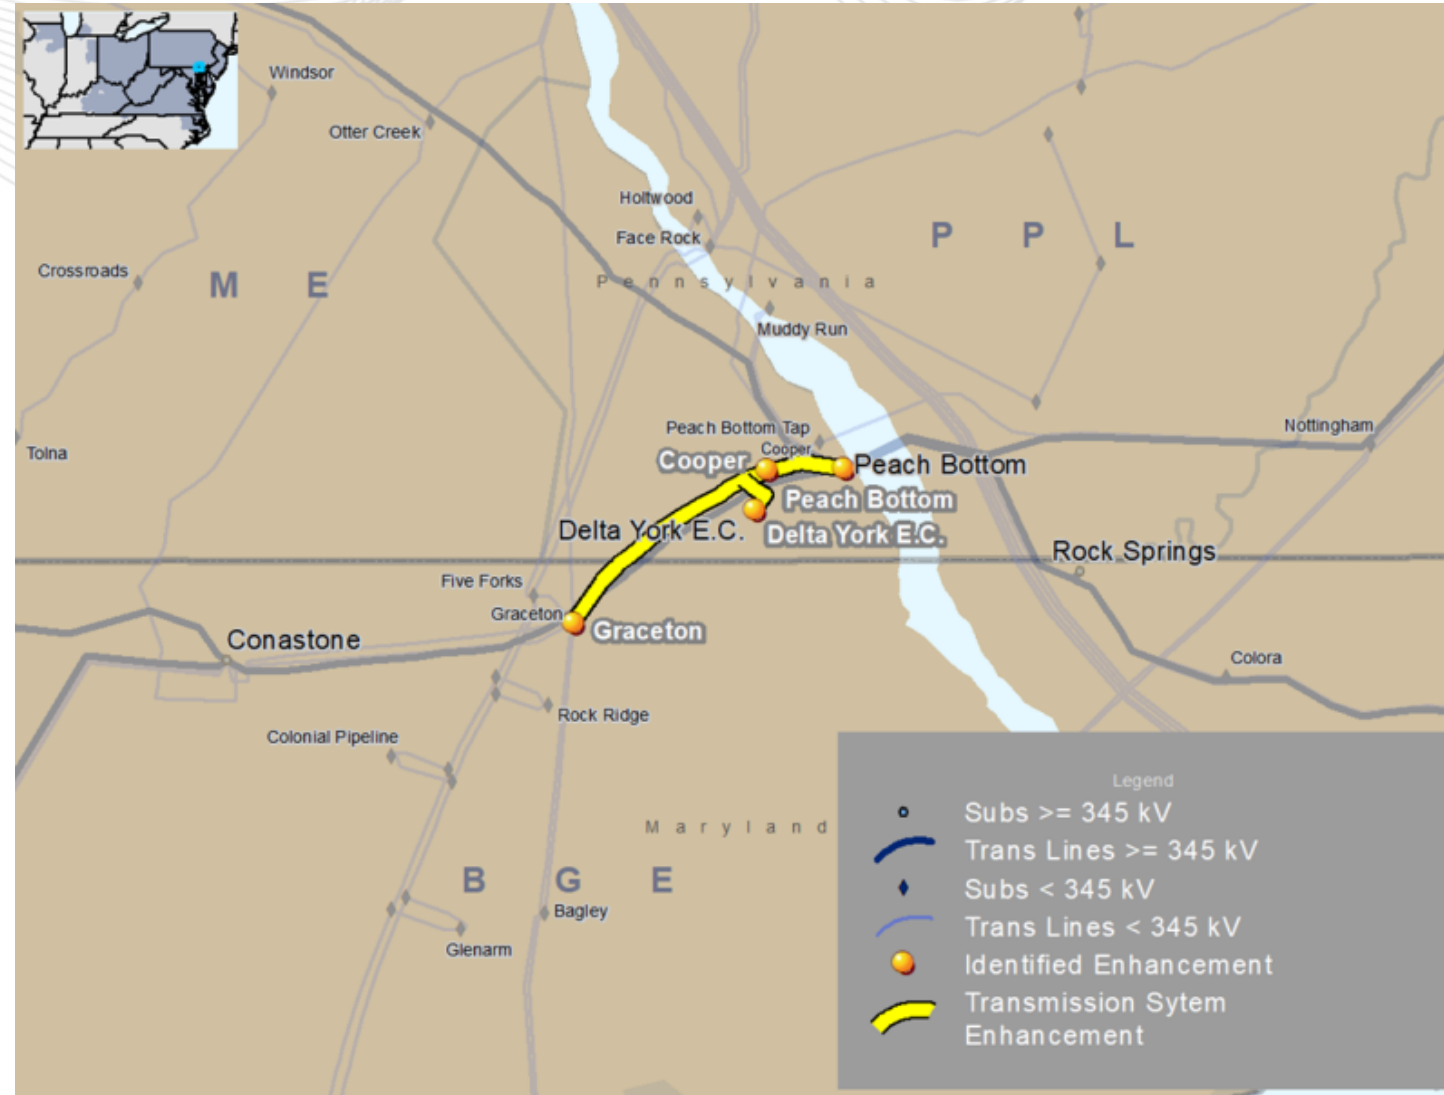 Windsor
Otter Creek
Holtwood
Face Rock
P P L
Crossroads
M E
Pennsylvania
Muddy Run
Peach Bottom Tap
Nottingham
Tolna
Cooper
Cooper
Peach Bottom
Peach Bottom
Delta York E.C.
Delta York E.C.
Rock Springs
Five Forks
Graceton
Graceton
Conastone
Colora
Rock Ridge
Colonial Pipeline
Maryland
B G E
Bagley
Glenarm
Legend
Subs >= 345 kV
Trans Lines >= 345 kV
Subs < 345 kV
Trans Lines < 345 kV
Identified Enhancement
Transmission Sytem
Enhancement